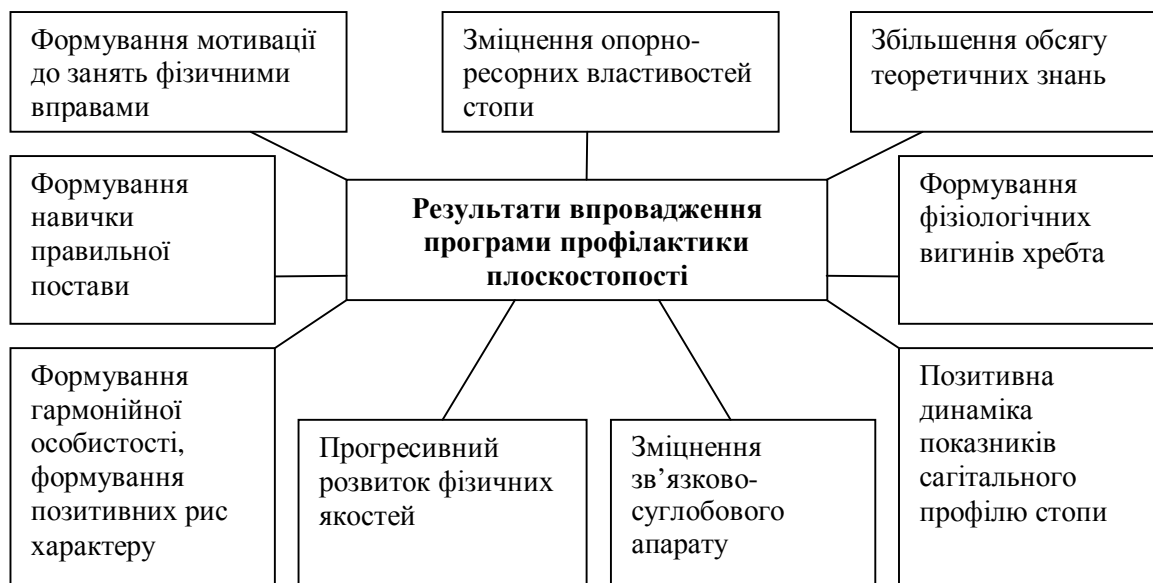 Формування мотивації
до занять фізичними
вправами
Зміцнення опорно-
ресорних властивостей
стопи
Збільшення обсягу
теоретичних знань
Формування
навички
правильної
постави
Результати впровадження
програми профілактики
плоскостопості
Формування
фізіологічних
вигинів хребта
Формування
гармонійної
особистості,
формування
позитивних рис
характеру
Прогресивний
розвиток фізичних
якостей
Зміцнення
зв’язково-
суглобового
апарату
Позитивна
динаміка
показників
сагітального
профілю стопи